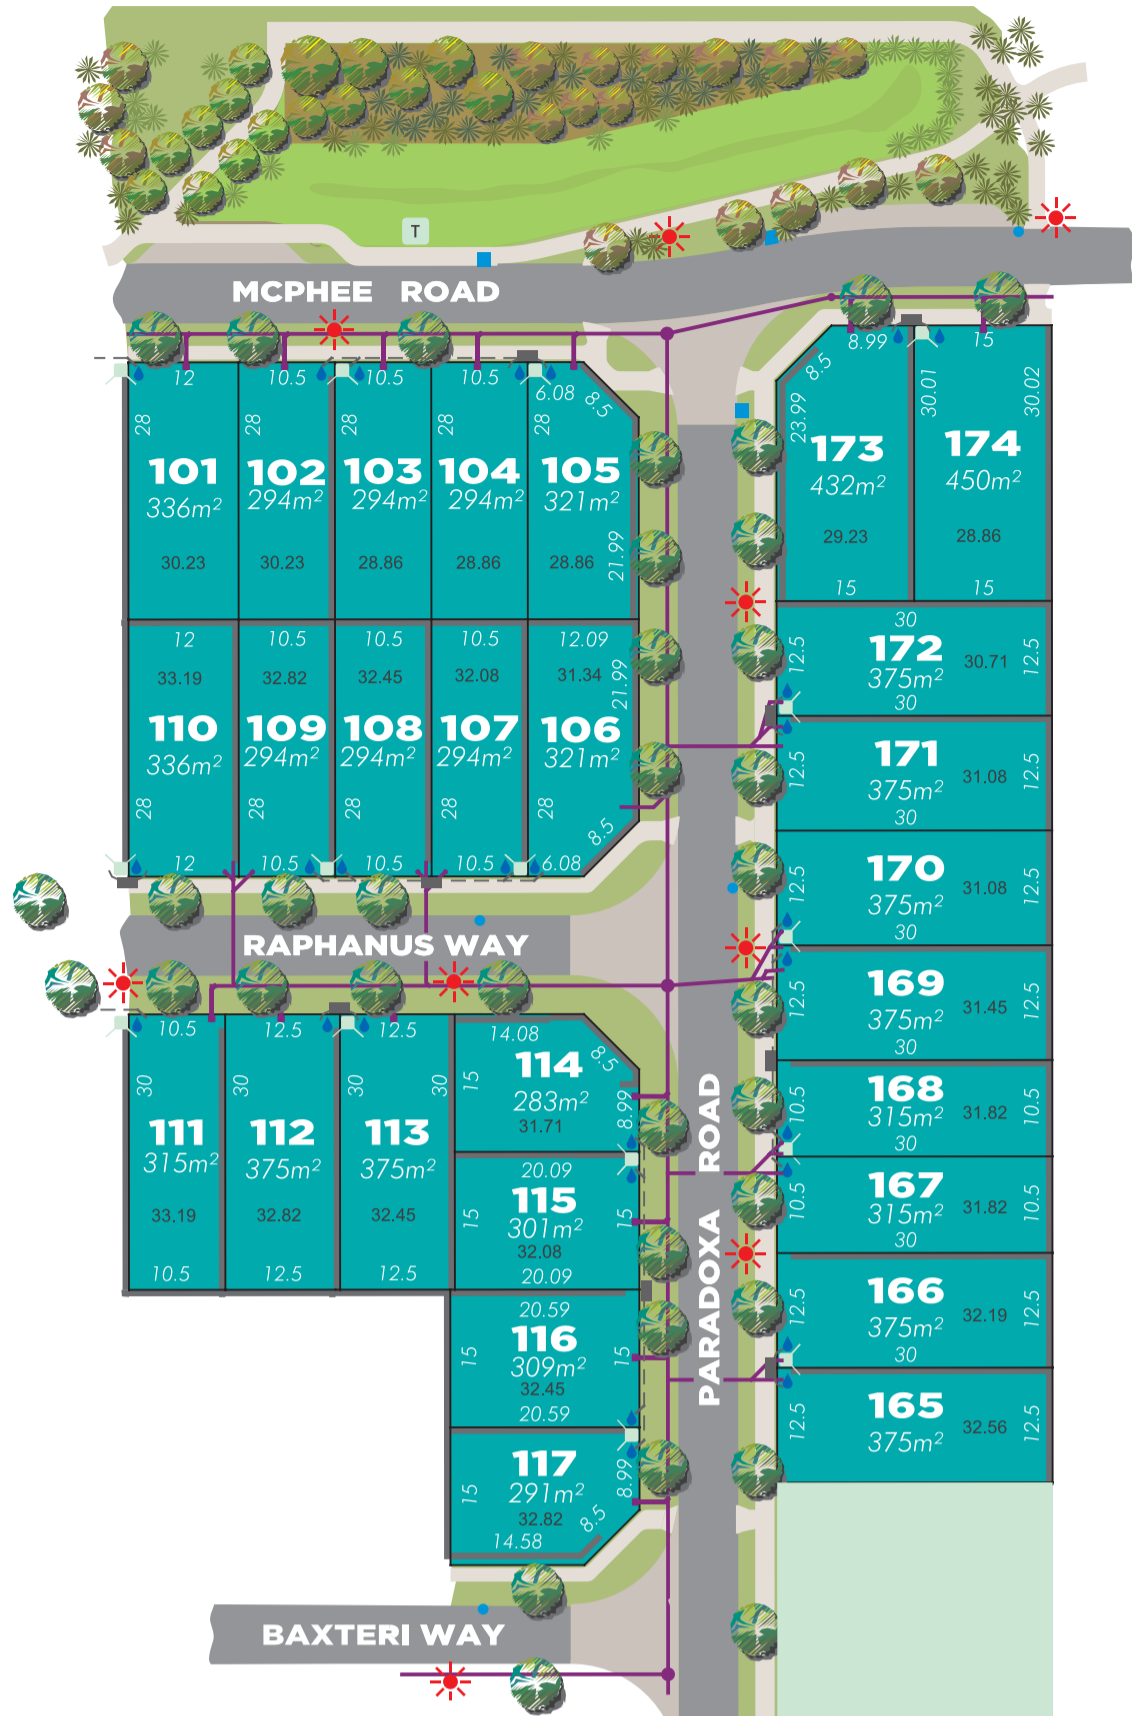 T
MCPHEE ROAD
12 10.5 10.5 10.5 6.08 8.5
28 28 28 28 28
101 102 103 104 105
336m² 294m² 294m² 294m² 321m²
30.23 30.23 28.86 28.86 28.86 21.99
8.5 8.99 15
23.99 30.01 30.02
173 174
432m² 450m²
29.23 28.86
15 15
12 10.5 10.5 10.5 12.09
33.19 32.82 32.45 32.08 31.34 21.99
110 109 108 107 106
336m² 294m² 294m² 294m² 321m²
28 28 28 28 28 8.5
12 10.5 10.5 10.5 6.08
30
12.5 172 30.71 12.5
375m²
30
171
12.5 375m² 31.08 12.5
30
170
12.5 375m² 31.08 12.5
30
169
12.5 375m² 31.45 12.5
30
168
10.5 315m² 31.82 10.5
30
167
10.5 315m² 31.82 10.5
30
166
12.5 375m² 32.19 12.5
30
165
12.5 375m² 32.56 12.5
RAPHANUS WAY
10.5 12.5 12.5
30 30 30 30
111 112 113
315m² 375m² 375m²
33.19 32.82 32.45
10.5 12.5 12.5
14.08 8.5
15 114
283m² 8.99
31.71
20.09
115
15 301m² 15
32.08
20.09
20.59
116
15 309m² 15
32.45
20.59
117
15 291m² 8.99
32.82 8.5
14.58
PARADOXA ROAD
BAXTERI WAY